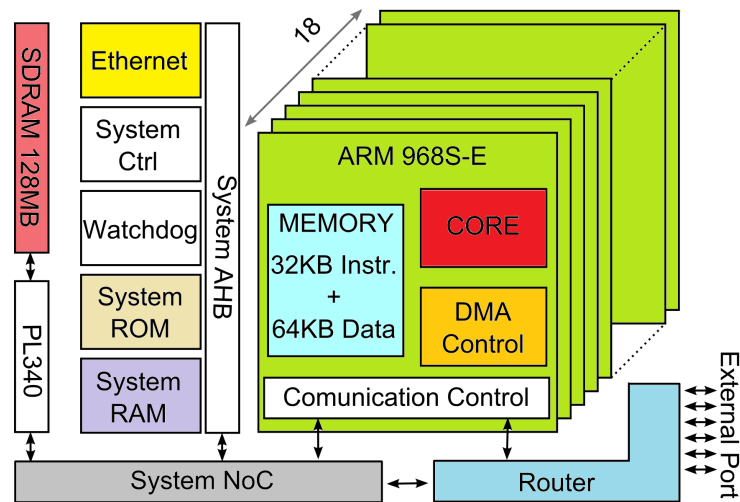 SDRAM 128MB
PL340
Ethernet
System
Ctrl
Watchdog
System
ROM
System
RAM
System AHB
18
ARM 968S-E
MEMORY
32KB Instr.
+
64KB Data
CORE
DMA
Control
Comunication Control
System NoC
Router
External Port